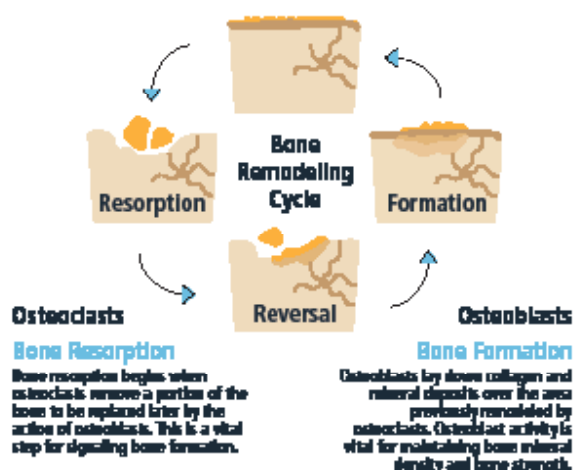 Bone
Remodeling
Cycle
Resorption
Formation
Reversal
Osteoclasts
Bone Resorption
Bone resorption begins when
osteoclasts remove a portion of the
bone to be replaced later by the
action of osteoblasts. This is a vital
step for signaling bone formation.
Osteoblasts
Bone Formation
Osteoblasts lay down collagen and
mineral deposits over the area
previously remodeled by
osteoclasts. Osteoblast activity is
vital for maintaining bone mineral
density and bone strength.